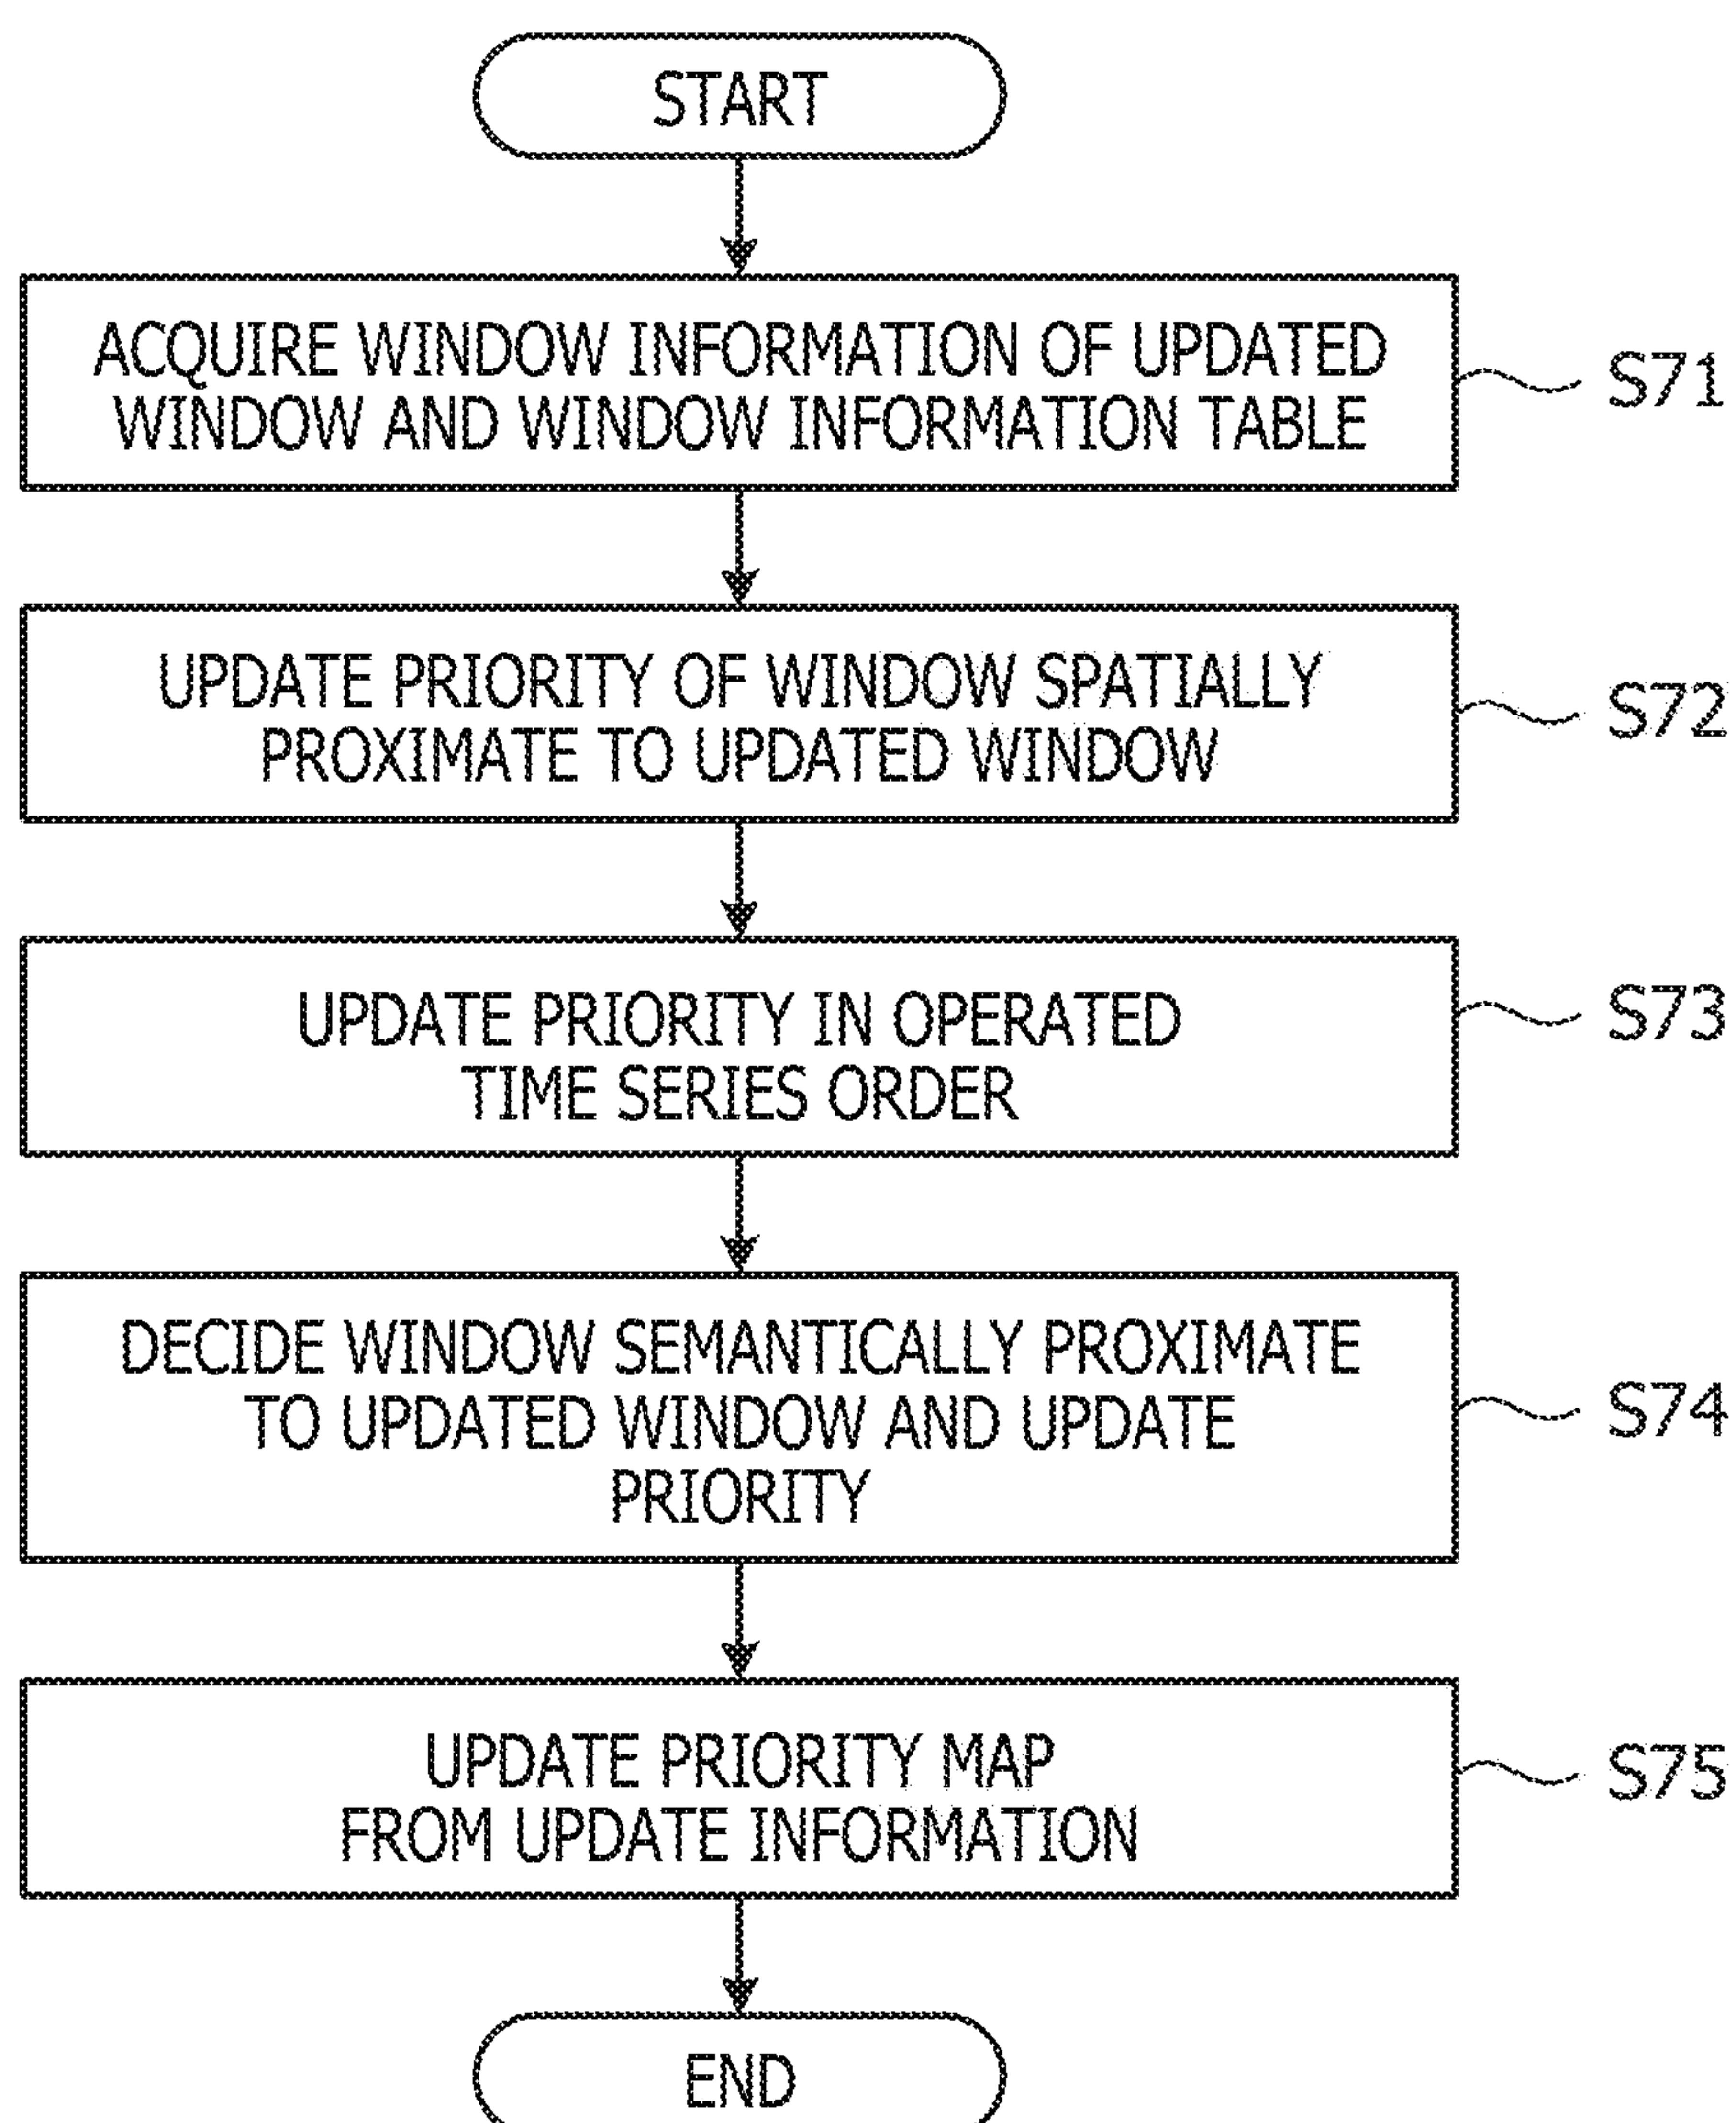 START
ACQUIRE WINDOW INFORMATION OF UPDATED
WINDOW AND WINDOW INFORMATION TABLE
S71
UPDATE PRIORITY OF WINDOW SPATIALLY
PROXIMATE TO UPDATED WINDOW
S72
UPDATE PRIORITY IN OPERATED
TIME SERIES ORDER
S73
DECIDE WINDOW SEMANTICALLY PROXIMATE
TO UPDATED WINDOW AND UPDATE
PRIORITY
S74
UPDATE PRIORITY MAP
FROM UPDATE INFORMATION
S75
END